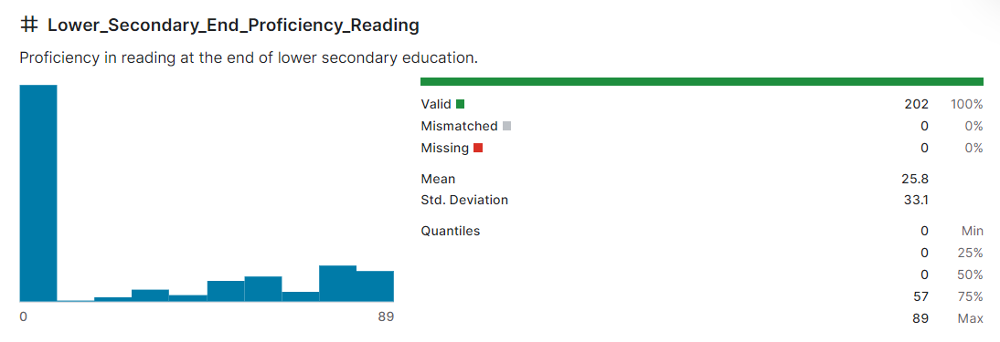 # Lower_Secondary_End_Proficiency_Reading
Proficiency in reading at the end of lower secondary education.
Valid 202 100%
Mismatched 0 0%
Missing 0 0%
Mean 25.8
Std. Deviation 33.1
Quantiles 0 Min
0 25%
0 50%
57 75%
89 Max
0 89